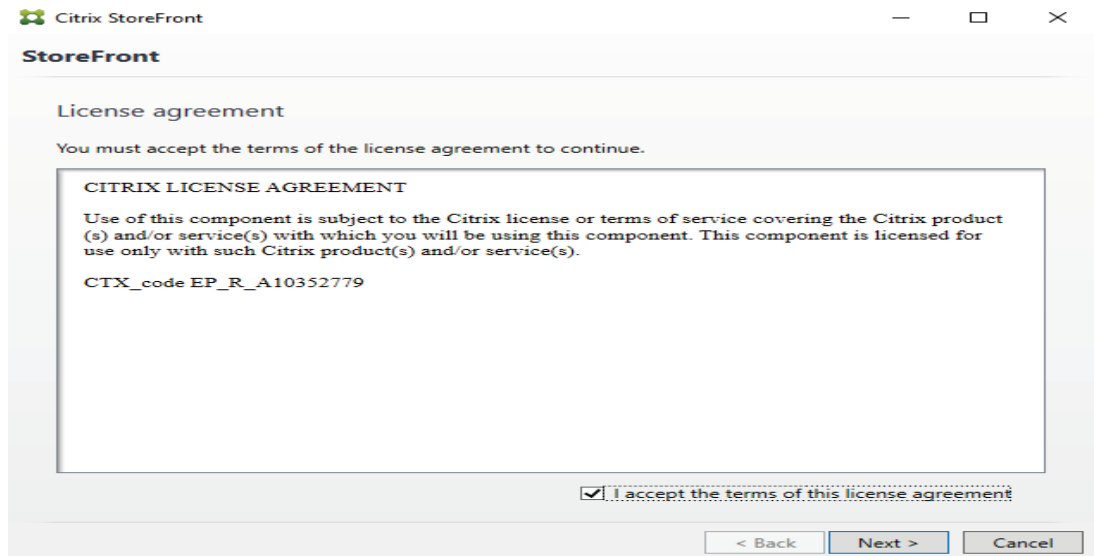 Citrix StoreFront
StoreFront
License agreement
You must accept the terms of the license agreement to continue.
CITRIX LICENSE AGREEMENT
Use of this component is subject to the Citrix license or terms of service covering the Citrix product
(s) and/or service(s) with which you will be using this component. This component is licensed for
use only with such Citrix product(s) and/or service(s).
CTX_code EP_R_A10352779
I accept the terms of this license agreement
< Back Next > Cancel